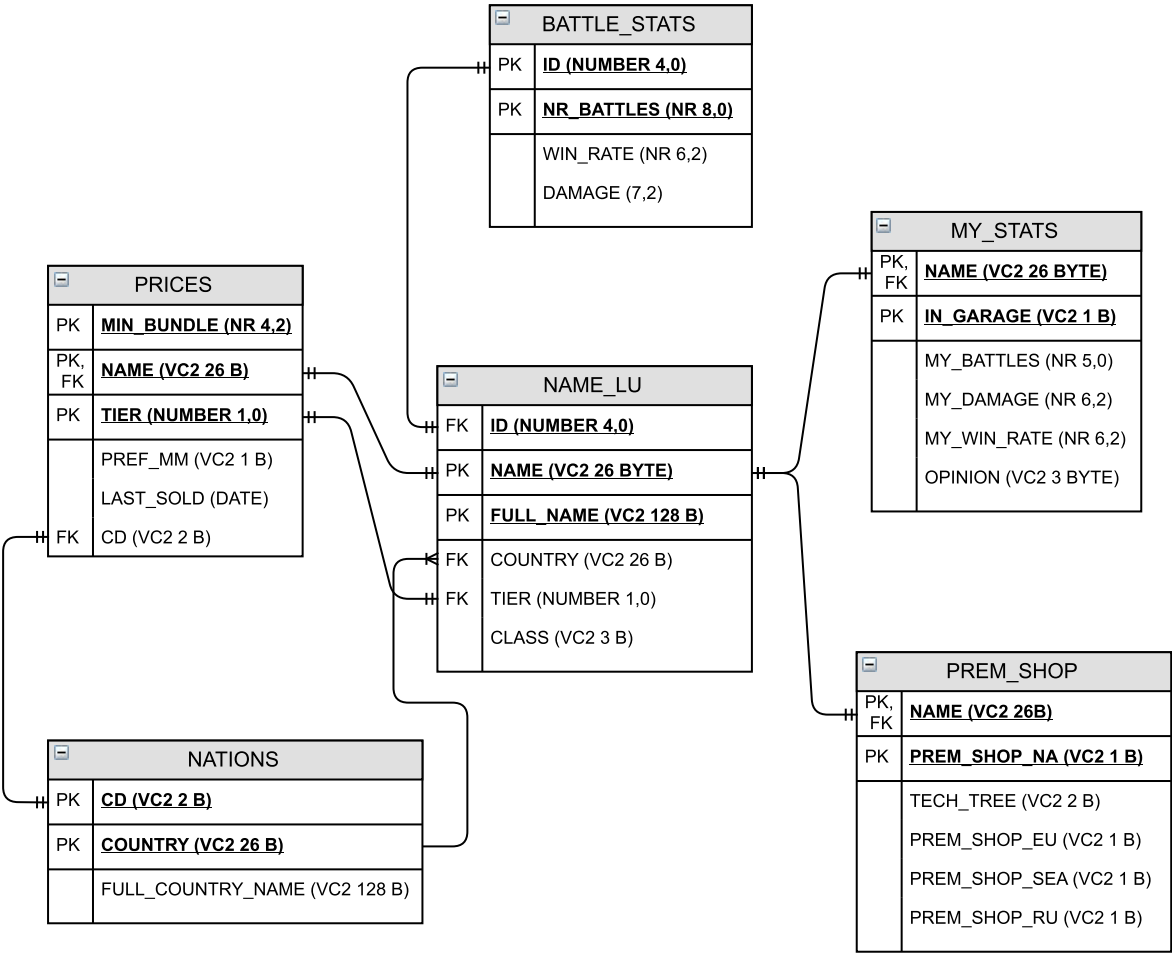 BATTLE_STATS
PK ID (NUMBER 4,0)
PK NR_BATTLES (NR 8,0)
WIN_RATE (NR 6,2)
DAMAGE (7,2)
MY_STATS
PK, FK NAME (VC2 26 BYTE)
PK IN_GARAGE (VC2 1 B)
MY_BATTLES (NR 5,0)
MY_DAMAGE (NR 6,2)
MY_WIN_RATE (NR 6,2)
OPINION (VC2 3 BYTE)
PRICES
PK MIN_BUNDLE (NR 4,2)
PK, FK NAME (VC2 26 B)
PK TIER (NUMBER 1,0)
PREF_MM (VC2 1 B)
LAST_SOLD (DATE)
FK CD (VC2 2 B)
NAME_LU
FK ID (NUMBER 4,0)
PK NAME (VC2 26 BYTE)
PK FULL_NAME (VC2 128 B)
FK COUNTRY (VC2 26 B)
FK TIER (NUMBER 1,0)
CLASS (VC2 3 B)
PREM_SHOP
PK, FK NAME (VC2 26B)
PK PREM_SHOP_NA (VC2 1 B)
TECH_TREE (VC2 2 B)
PREM_SHOP_EU (VC2 1 B)
PREM_SHOP_SEA (VC2 1 B)
PREM_SHOP_RU (VC2 1 B)
NATIONS
PK CD (VC2 2 B)
PK COUNTRY (VC2 26 B)
FULL_COUNTRY_NAME (VC2 128 B)